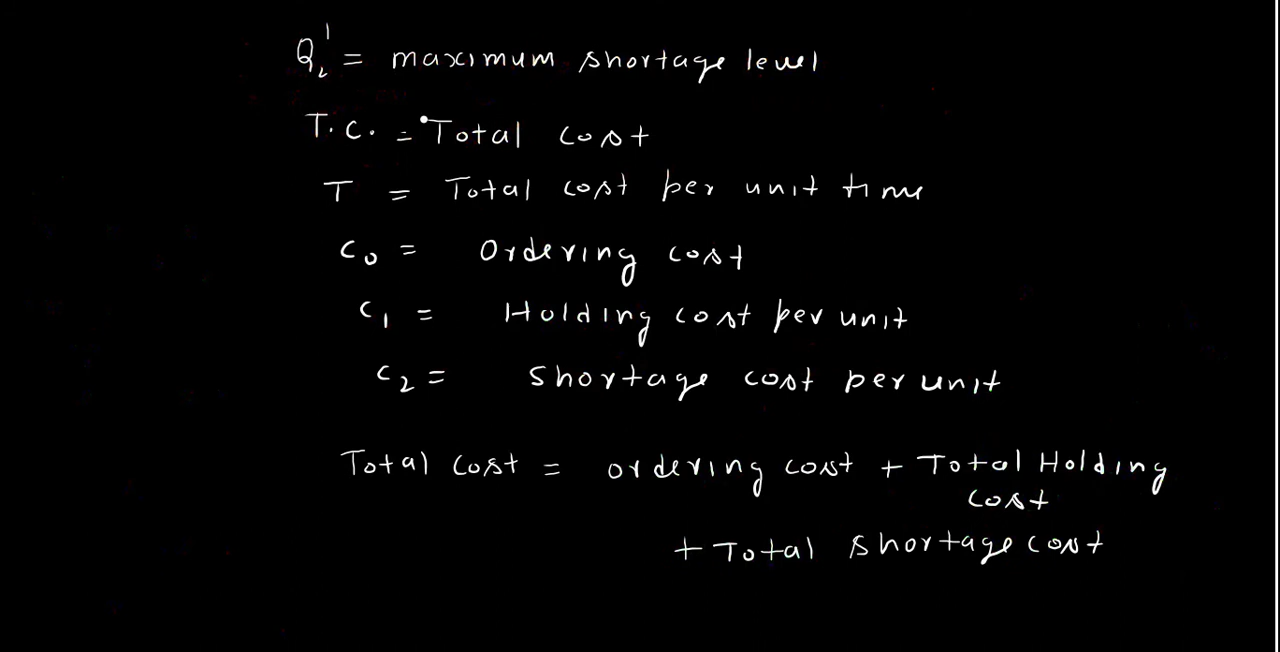 Q₂' = maximum shortage level
T.C. = Total cost
T = Total cost per unit time
C₀ = Ordering cost
C₁ = Holding cost per unit
C₂ = Shortage cost per unit
Total cost = ordering cost + Total Holding
cost
+ Total shortage cost